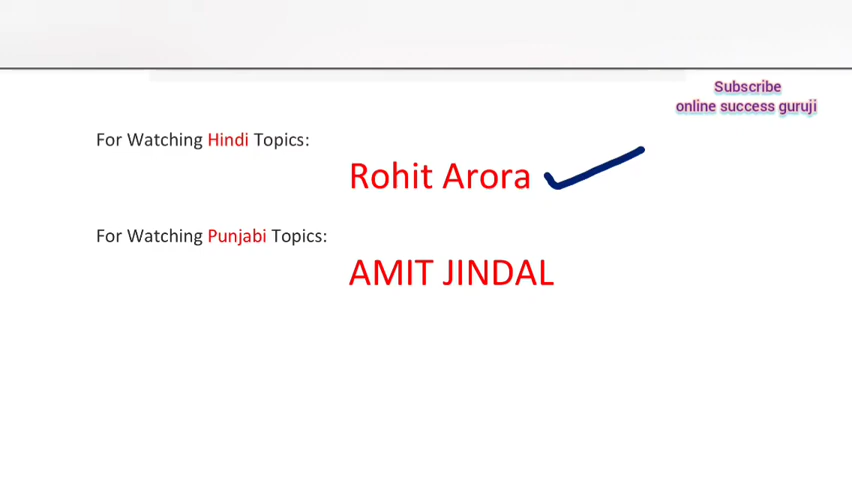 Subscribe
online success guruji
For Watching Hindi Topics:
Rohit Arora
For Watching Punjabi Topics:
AMIT JINDAL